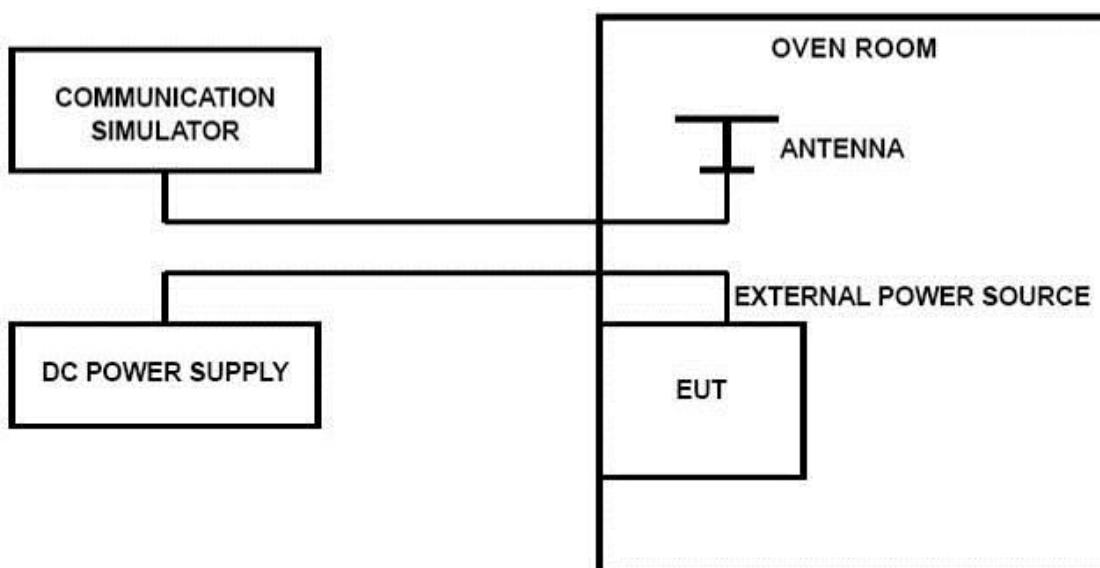 OVEN ROOM
COMMUNICATION
SIMULATOR
ANTENNA
EXTERNAL POWER SOURCE
DC POWER SUPPLY
EUT